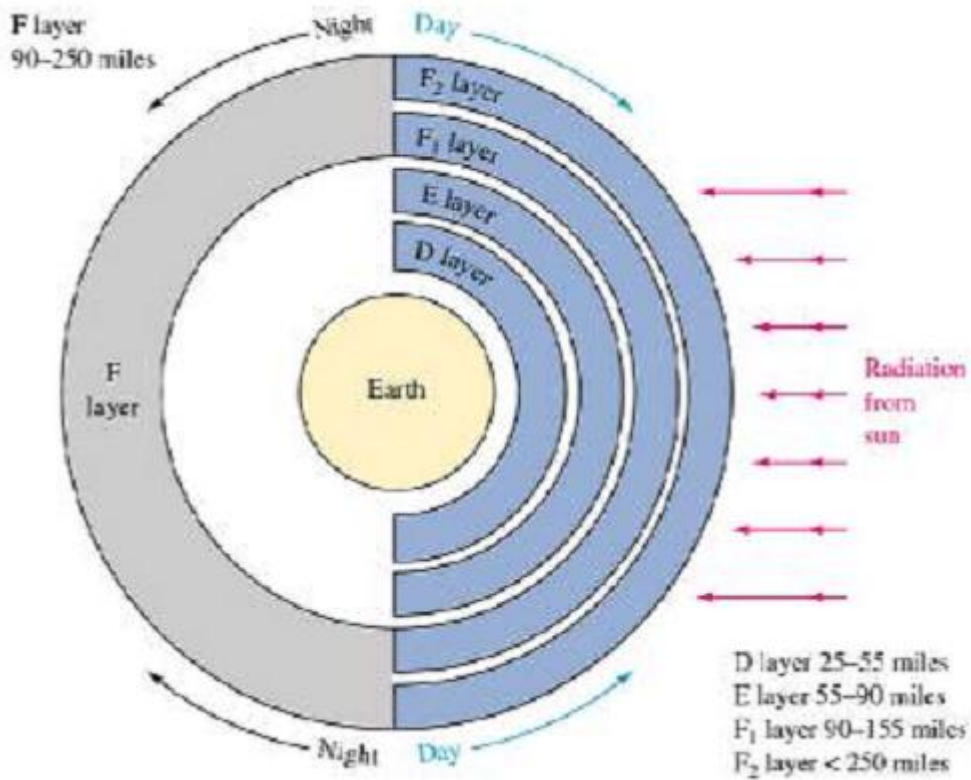 F layer
90–250 miles
Night
Day
F₂ layer
F₁ layer
E layer
D layer
F
layer
Earth
Radiation
from
sun
D layer 25–55 miles
E layer 55–90 miles
F₁ layer 90–155 miles
F₂ layer < 250 miles
Night
Day